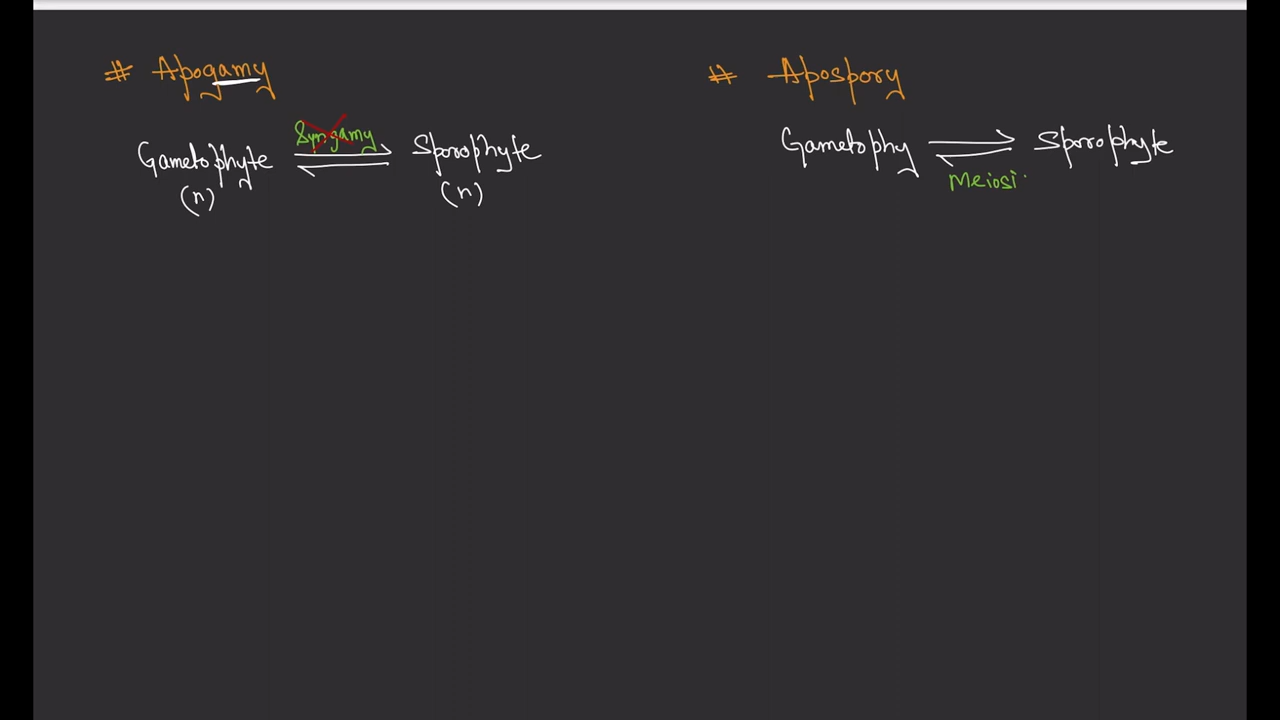 # Apogamy
Syngamy
Gametophyte ⇌ Sporophyte
(n) (n)
# Apospory
Gametophy ⇌ Sporophyte
Meiosi